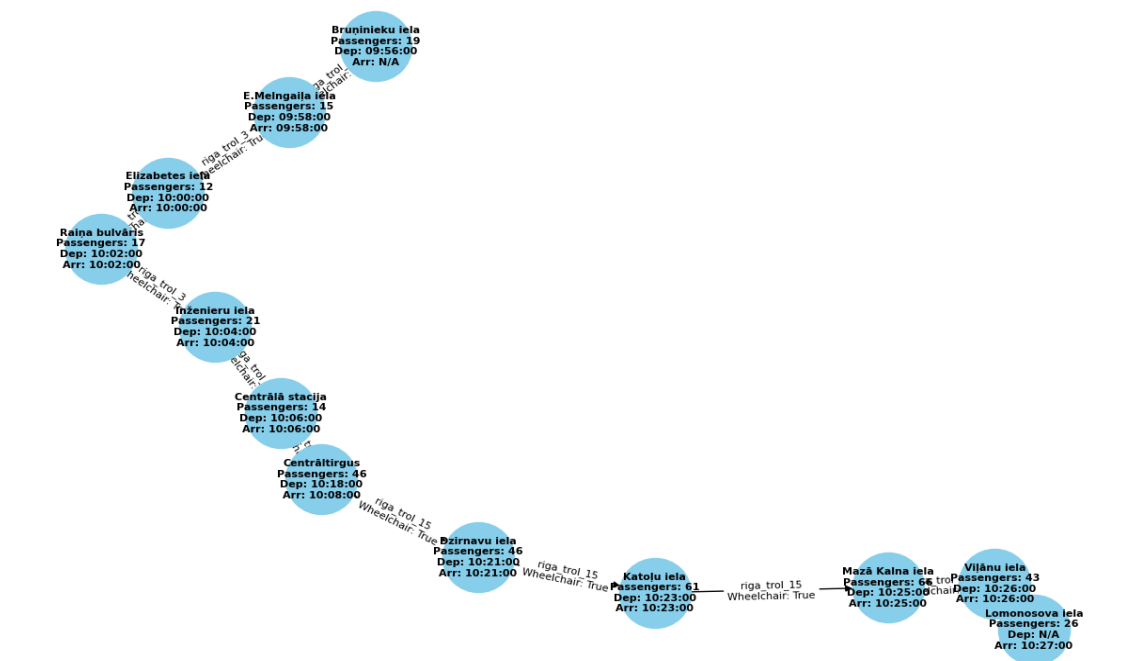 Bruņinieku iela
Passengers: 19
Dep: 09:56:00
Arr: N/A
E.Melngaiļa iela
Passengers: 15
Dep: 09:58:00
Arr: 09:58:00
riga_trol_3
Elizabetes iela
Passengers: 12
Dep: 10:00:00
Arr: 10:00:00
Raiņa bulvāris
Passengers: 17
Dep: 10:02:00
Arr: 10:02:00
riga_trol_3
Inženieru iela
Passengers: 21
Dep: 10:04:00
Arr: 10:04:00
Centrālā stacija
Passengers: 14
Dep: 10:06:00
Arr: 10:06:00
Centrāltirgus
Passengers: 46
Dep: 10:18:00
Arr: 10:08:00
riga_trol_15
Wheelchair: True
Dzirnavu iela
Passengers: 46
Dep: 10:21:00
Arr: 10:21:00
riga_trol_15
Wheelchair: True
Katoļu iela
Passengers: 61
Dep: 10:23:00
Arr: 10:23:00
riga_trol_15
Wheelchair: True
Mazā Kalna iela
Passengers: 66
Dep: 10:25:00
Arr: 10:25:00
Viļānu iela
Passengers: 43
Dep: 10:26:00
Arr: 10:26:00
Lomonosova iela
Passengers: 26
Dep: N/A
Arr: 10:27:00